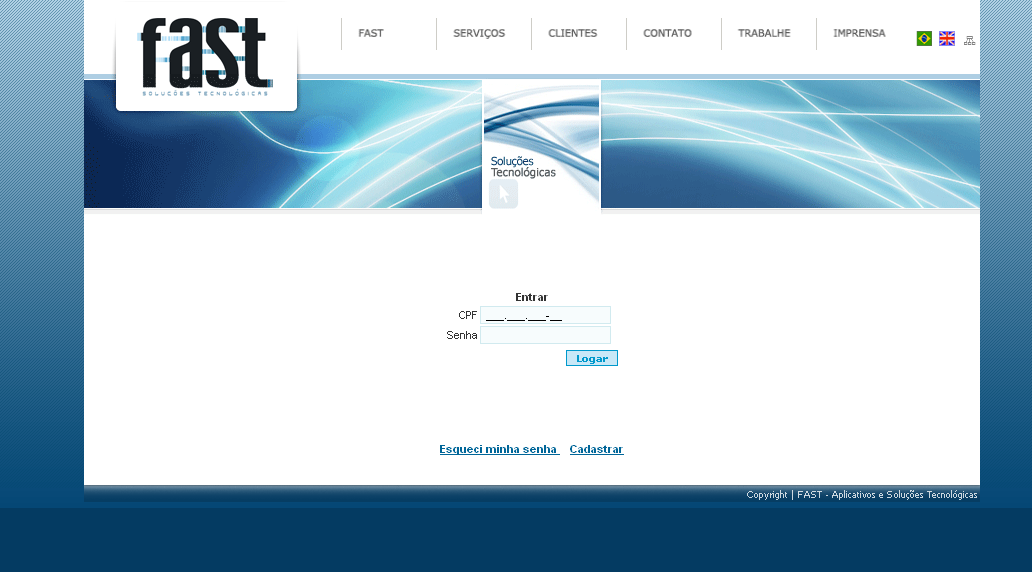 fast
SOLUÇÕES TECNOLÓGICAS
FAST
SERVIÇOS
CLIENTES
CONTATO
TRABALHE
IMPRENSA
Soluções
Tecnológicas
Entrar
CPF ___.___.___-__
Senha
Logar
Esqueci minha senha Cadastrar
Copyright | FAST - Aplicativos e Soluções Tecnológicas